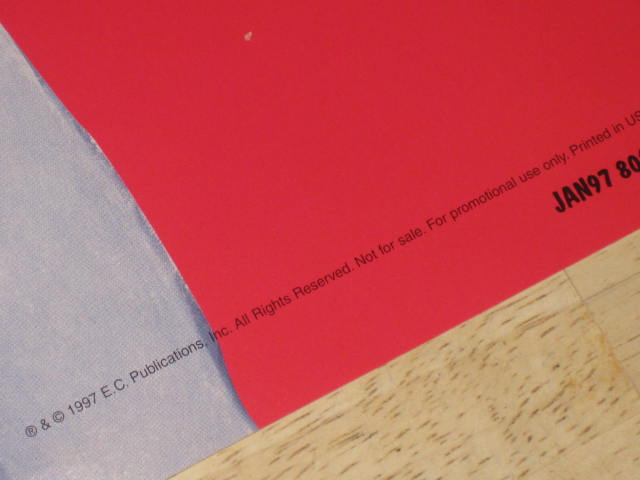 ® & © 1997 E.C. Publications, Inc. All Rights Reserved. Not for sale. For promotional use only. Printed in
JAN97